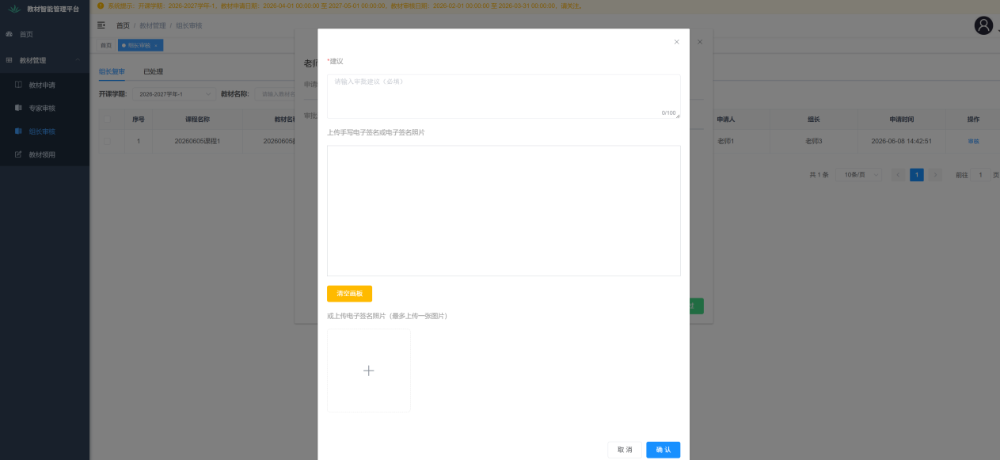 教材智能管理平台
首页
教材管理
教材申请
专家审核
组长审核
教材领用
系统提示：开课学期：2026-2027学年-1，教材申请日期：2026-04-01 00:00:00 至 2027-06-01 00:00:00，教材审核日期：2026-02-01 00:00:00 至 2026-03-31 00:00:00，请关注。
首页 / 教材管理 / 组长审核
首页 组长审核 ×
组长复审 已处理
开课学期: 2026-2027学年-1 教材名称: 请输入教材名
序号 课程名称 教材名 申请人 组长 申请时间 操作
1 20260605课程1 20260605 老师1 老师3 2026-06-08 14:42:51 审核
共 1 条 10条/页 1 前往 1 页
老师
申请
审批
*建议
请输入审批建议（必填）
0/100
上传手写电子签名或电子签名照片
清空画板
或上传电子签名照片（最多上传一张图片）
取 消 确 认